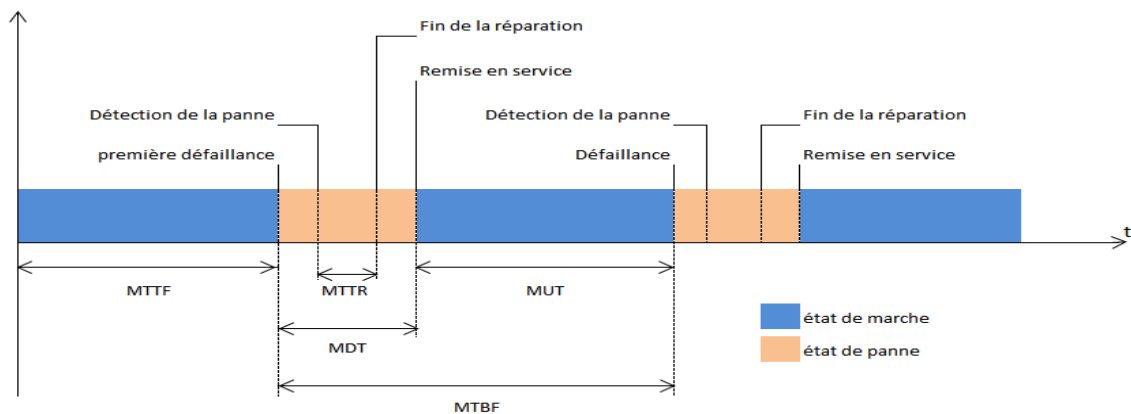 Fin de la réparation
Remise en service
Détection de la panne
Détection de la panne
Fin de la réparation
première défaillance
Défaillance
Remise en service
t
MTTF
MTTR
MUT
MDT
état de marche
état de panne
MTBF